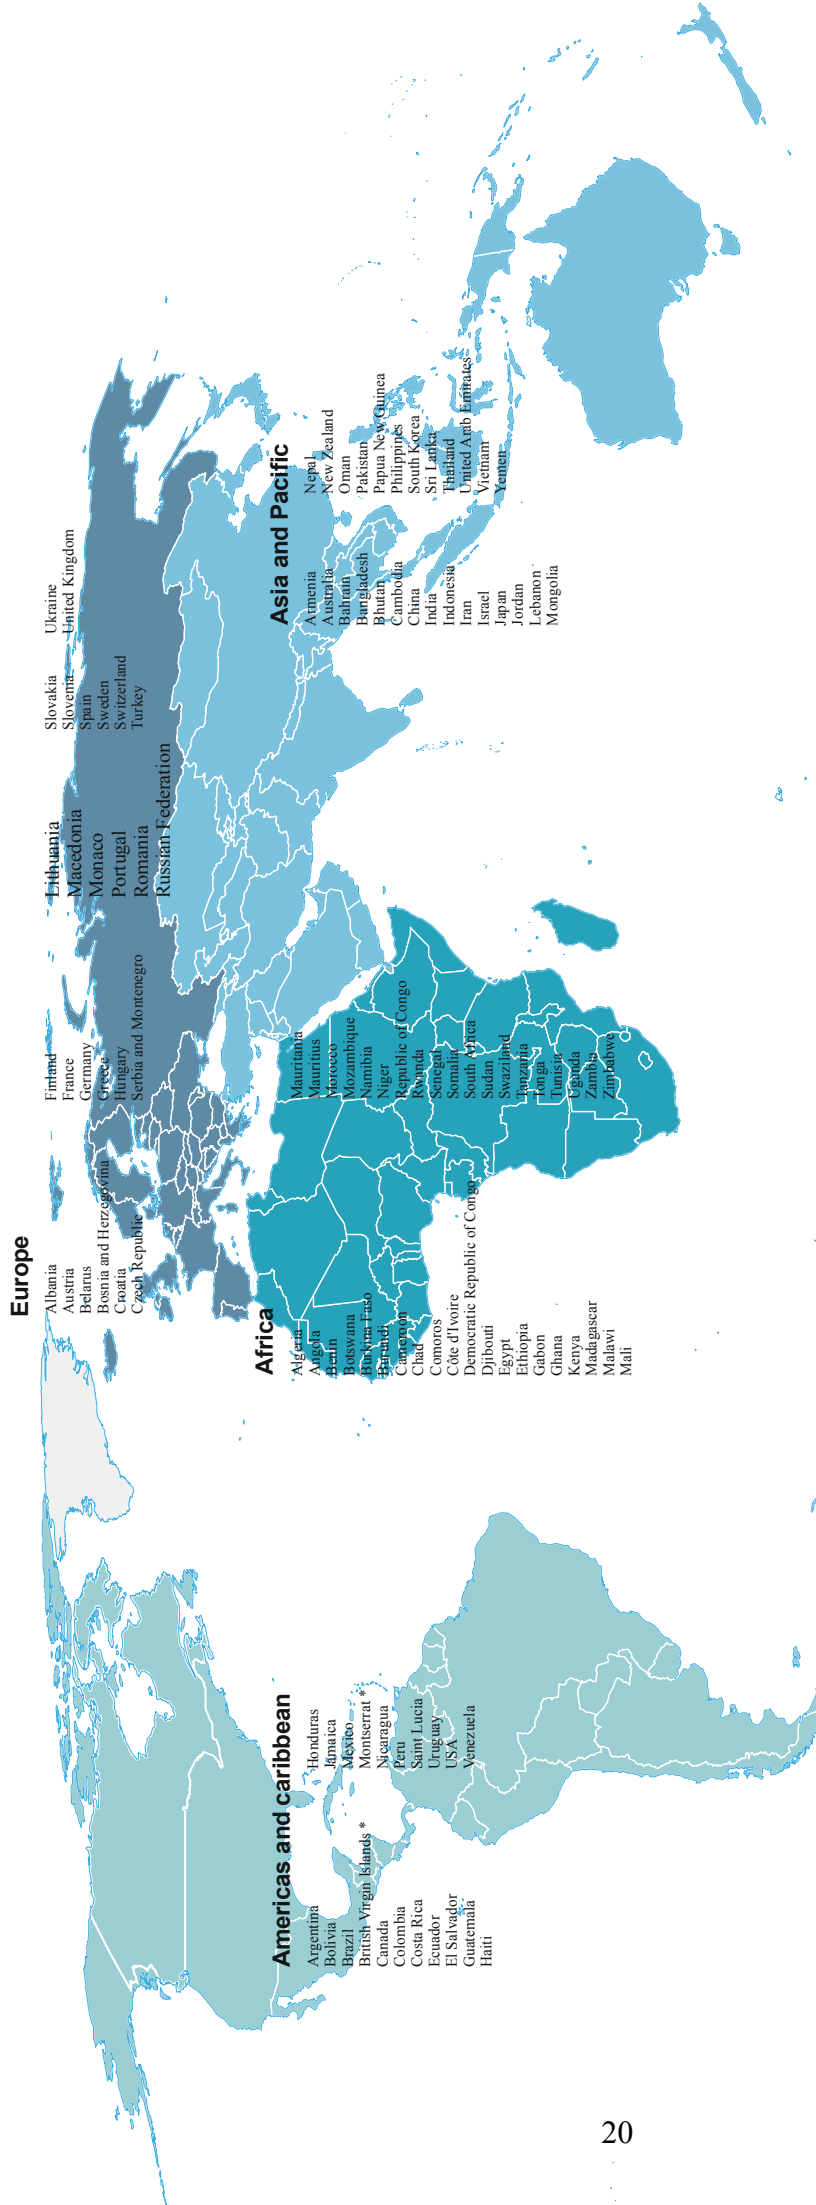 Europe
Albania
Austria
Belarus
Bosnia and Herzegovina
Croatia
Czech Republic
Finland
France
Germany
Greece
Hungary
Serbia and Montenegro
Lithuania
Macedonia
Monaco
Portugal
Romania
Russian Federation
Slovakia
Slovenia
Spain
Sweden
Switzerland
Turkey
Ukraine
United Kingdom
Americas and caribbean
Argentina
Bolivia
Brazil
British Virgin Islands *
Canada
Colombia
Costa Rica
Ecuador
El Salvador
Guatemala
Haiti
Honduras
Jamaica
Mexico
Montserrat *
Nicaragua
Peru
Saint Lucia
Uruguay
USA
Venezuela
Africa
Algeria
Angola
Benin
Botswana
Burkina Faso
Burundi
Cameroon
Chad
Comoros
Côte d'Ivoire
Democratic Republic of Congo
Djibouti
Egypt
Ethiopia
Gabon
Ghana
Kenya
Madagascar
Malawi
Mali
Mauritania
Mauritius
Morocco
Mozambique
Namibia
Niger
Republic of Congo
Rwanda
Senegal
Somalia
South Africa
Sudan
Swaziland
Tanzania
Tonga
Tunisia
Uganda
Zambia
Zimbabwe
Asia and Pacific
Armenia
Australia
Bahrain
Bangladesh
Bhutan
Cambodia
China
India
Indonesia
Iran
Israel
Japan
Jordan
Lebanon
Mongolia
Nepal
New Zealand
Oman
Pakistan
Papua New Guinea
Philippines
South Korea
Sri Lanka
Thailand
United Arab Emirates
Vietnam
Yemen
20